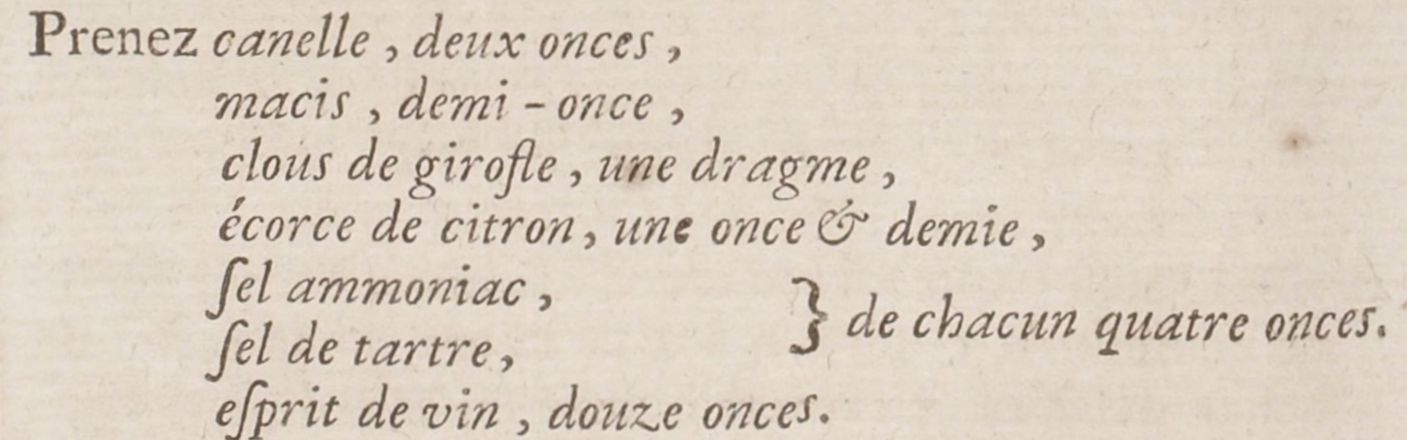 Prenez canelle , deux onces ,
macis , demi - once ,
clous de girofle , une dragme ,
écorce de citron , une once & demie ,
ſel ammoniac ,
ſel de tartre ,
} de chacun quatre onces.
eſprit de vin , douze onces.